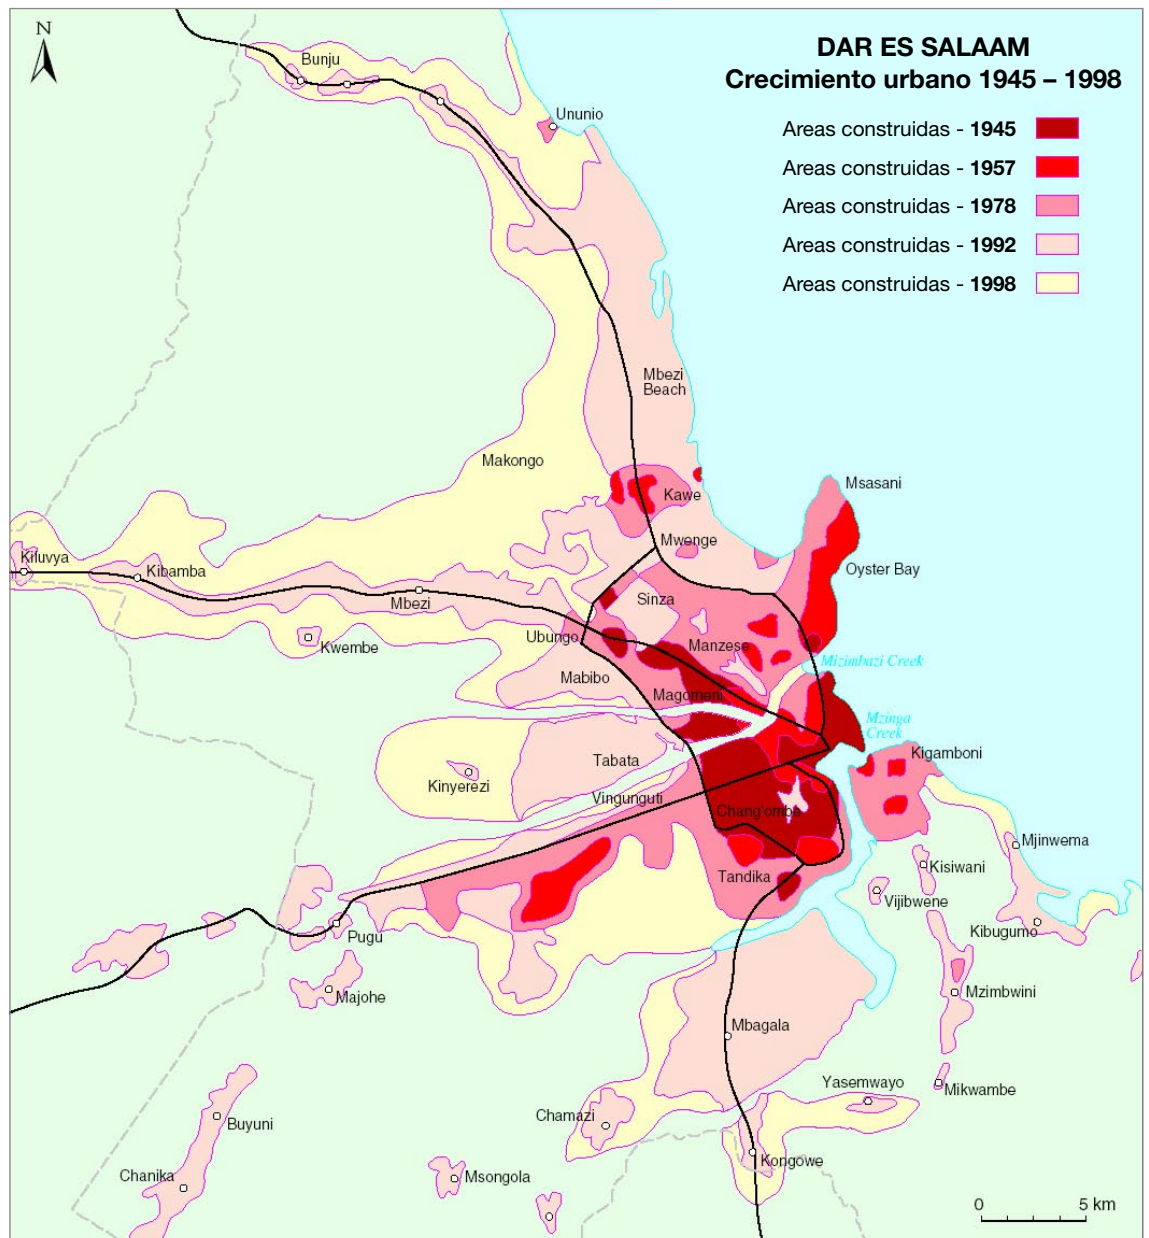 N
DAR ES SALAAM
Crecimiento urbano 1945 – 1998
Areas construidas - 1945
Areas construidas - 1957
Areas construidas - 1978
Areas construidas - 1992
Areas construidas - 1998
Bunju
Ununio
Mbezi
Beach
Makongo
Kawe
Msasani
Mwenge
Kiluvya
Kibamba
Oyster Bay
Mbezi
Sinza
Ubungo
Kwembe
Manzese
Mizimbazi Creek
Mabibo
Magomeni
Mzinga
Creek
Kigamboni
Tabata
Kinyerezi
Vingunguti
Chang'ombe
Mjinwema
Kisiwani
Tandika
Vijibwene
Kibugumo
Pugu
Majohe
Mzimbwini
Mbagala
Yasemwayo
Mikwambe
Chamazi
Buyuni
Kongowe
Chanika
Msongola
0 5 km